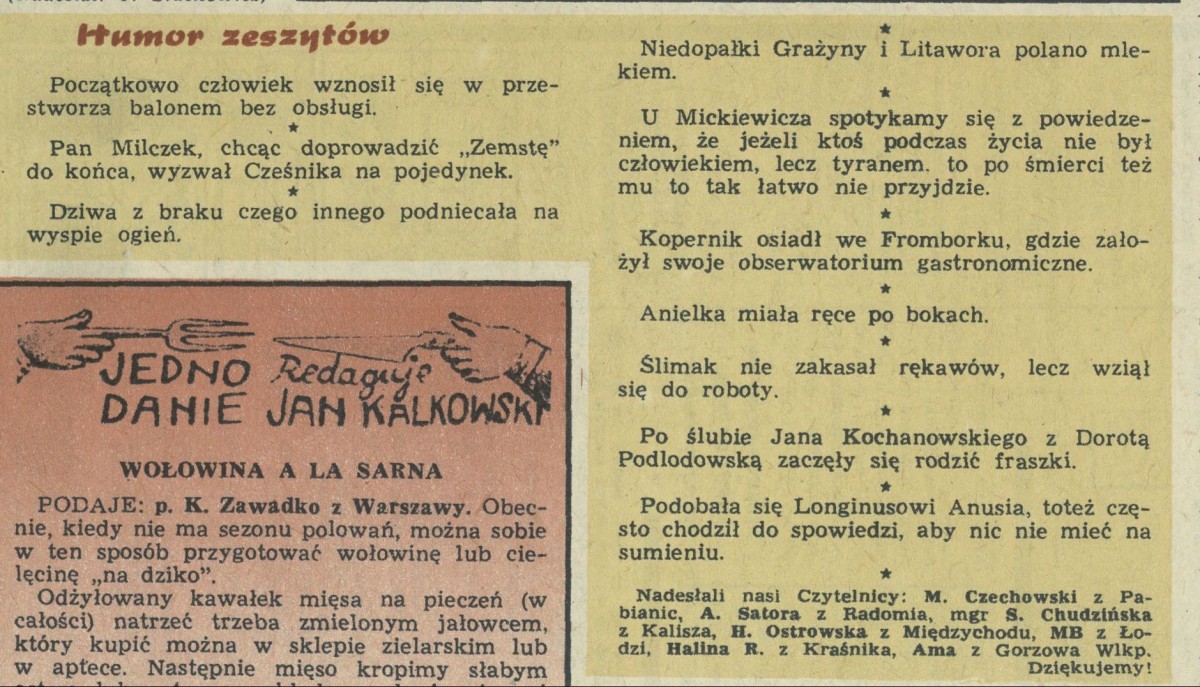 Humor zeszytów
Początkowo człowiek wznosił się w prze-
stworza balonem bez obsługi.
★
Pan Milczek, chcąc doprowadzić „Zemstę”
do końca, wyzwał Cześnika na pojedynek.
★
Dziwa z braku czego innego podniecała na
wyspie ogień.
★
Niedopałki Grażyny i Litawora polano mle-
kiem.
★
U Mickiewicza spotykamy się z powiedze-
niem, że jeżeli ktoś podczas życia nie był
człowiekiem, lecz tyranem. to po śmierci też
mu to tak łatwo nie przyjdzie.
★
Kopernik osiadł we Fromborku, gdzie zało-
żył swoje obserwatorium gastronomiczne.
★
Anielka miała ręce po bokach.
★
Ślimak nie zakasał rękawów, lecz wziął
się do roboty.
★
Po ślubie Jana Kochanowskiego z Dorotą
Podlodowską zaczęły się rodzić fraszki.
★
Podobała się Longinusowi Anusia, toteż czę-
sto chodził do spowiedzi, aby nic nie mieć na
sumieniu.
★
Nadesłali nasi Czytelnicy: M. Czechowski z Pa-
bianic, A. Satora z Radomia, mgr S. Chudzińska
z Kalisza, H. Ostrowska z Międzychodu, MB z Ło-
dzi, Halina R. z Kraśnika, Ama z Gorzowa Wlkp.
Dziękujemy!
JEDNO Redaguje
DANIE JAN KALKOWSKI
WOŁOWINA A LA SARNA
PODAJE: p. K. Zawadko z Warszawy. Obec-
nie, kiedy nie ma sezonu polowań, można sobie
w ten sposób przygotować wołowinę lub cie-
lęcinę „na dziko”.
Odżyłowany kawałek mięsa na pieczeń (w
całości) natrzeć trzeba zmielonym jałowcem,
który kupić można w sklepie zielarskim lub
w aptece. Następnie mięso kropimy słabym